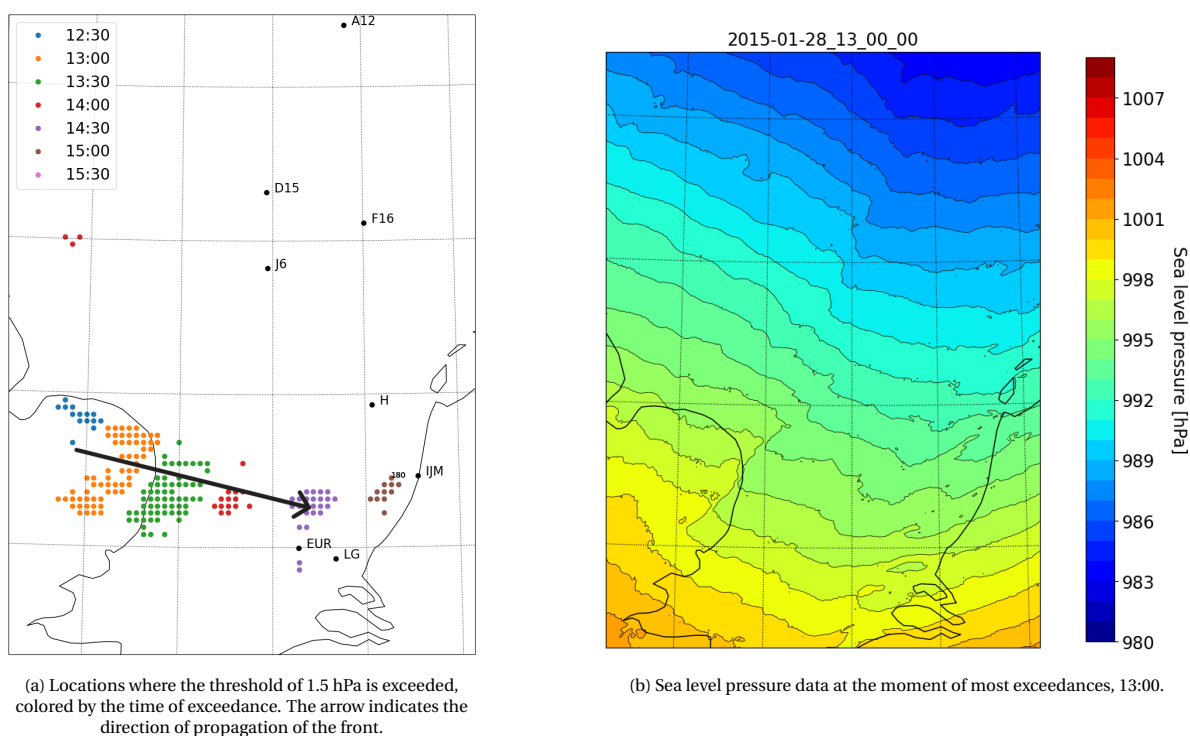 12:30
13:00
13:30
14:00
14:30
15:00
15:30
A12
D15
F16
J6
H
180
IJM
EUR
LG
(a) Locations where the threshold of 1.5 hPa is exceeded,
colored by the time of exceedance. The arrow indicates the
direction of propagation of the front.
2015-01-28_13_00_00
1007
1004
1001
998
995
992
989
986
983
980
Sea level pressure [hPa]
(b) Sea level pressure data at the moment of most exceedances, 13:00.